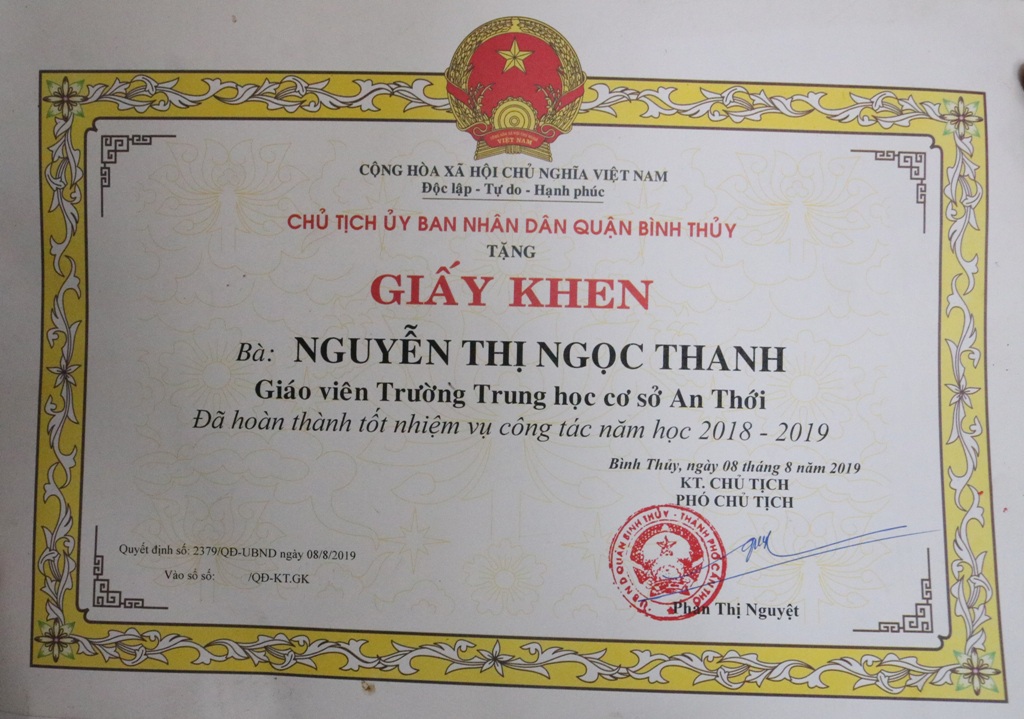 VIỆT NAM
CỘNG HÒA XÃ HỘI CHỦ NGHĨA VIỆT NAM
Độc lập - Tự do - Hạnh phúc
CHỦ TỊCH ỦY BAN NHÂN DÂN QUẬN BÌNH THỦY
TẶNG
GIẤY KHEN
Bà: NGUYỄN THỊ NGỌC THANH
Giáo viên Trường Trung học cơ sở An Thới
Đã hoàn thành tốt nhiệm vụ công tác năm học 2018 - 2019
Bình Thủy, ngày 08 tháng 8 năm 2019
KT. CHỦ TỊCH
PHÓ CHỦ TỊCH
U.B.N.D QUẬN BÌNH THỦY - THÀNH PHỐ CẦN THƠ
Quyết định số: 2379/QĐ-UBND ngày 08/8/2019
Vào sổ số: /QĐ-KT.GK
Phan Thị Nguyệt